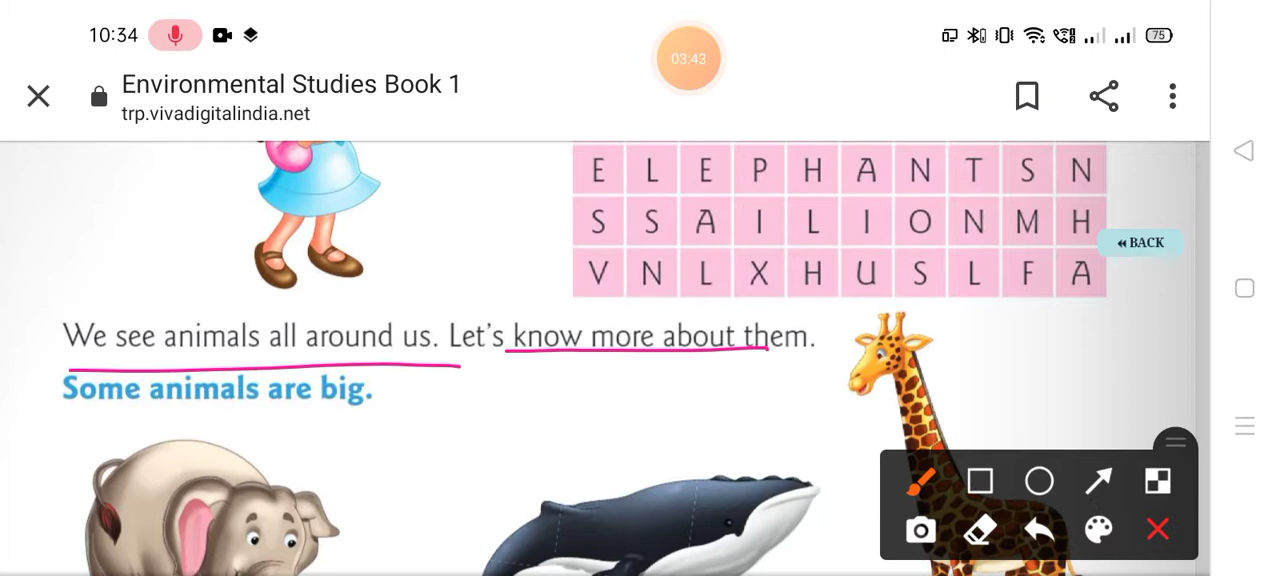 10:34
03:43
75
Environmental Studies Book 1
trp.vivadigitalindia.net
E L E P H A N T S N
S S A I L I O N M H
V N L X H U S L F A
BACK
We see animals all around us. Let's know more about them.
Some animals are big.